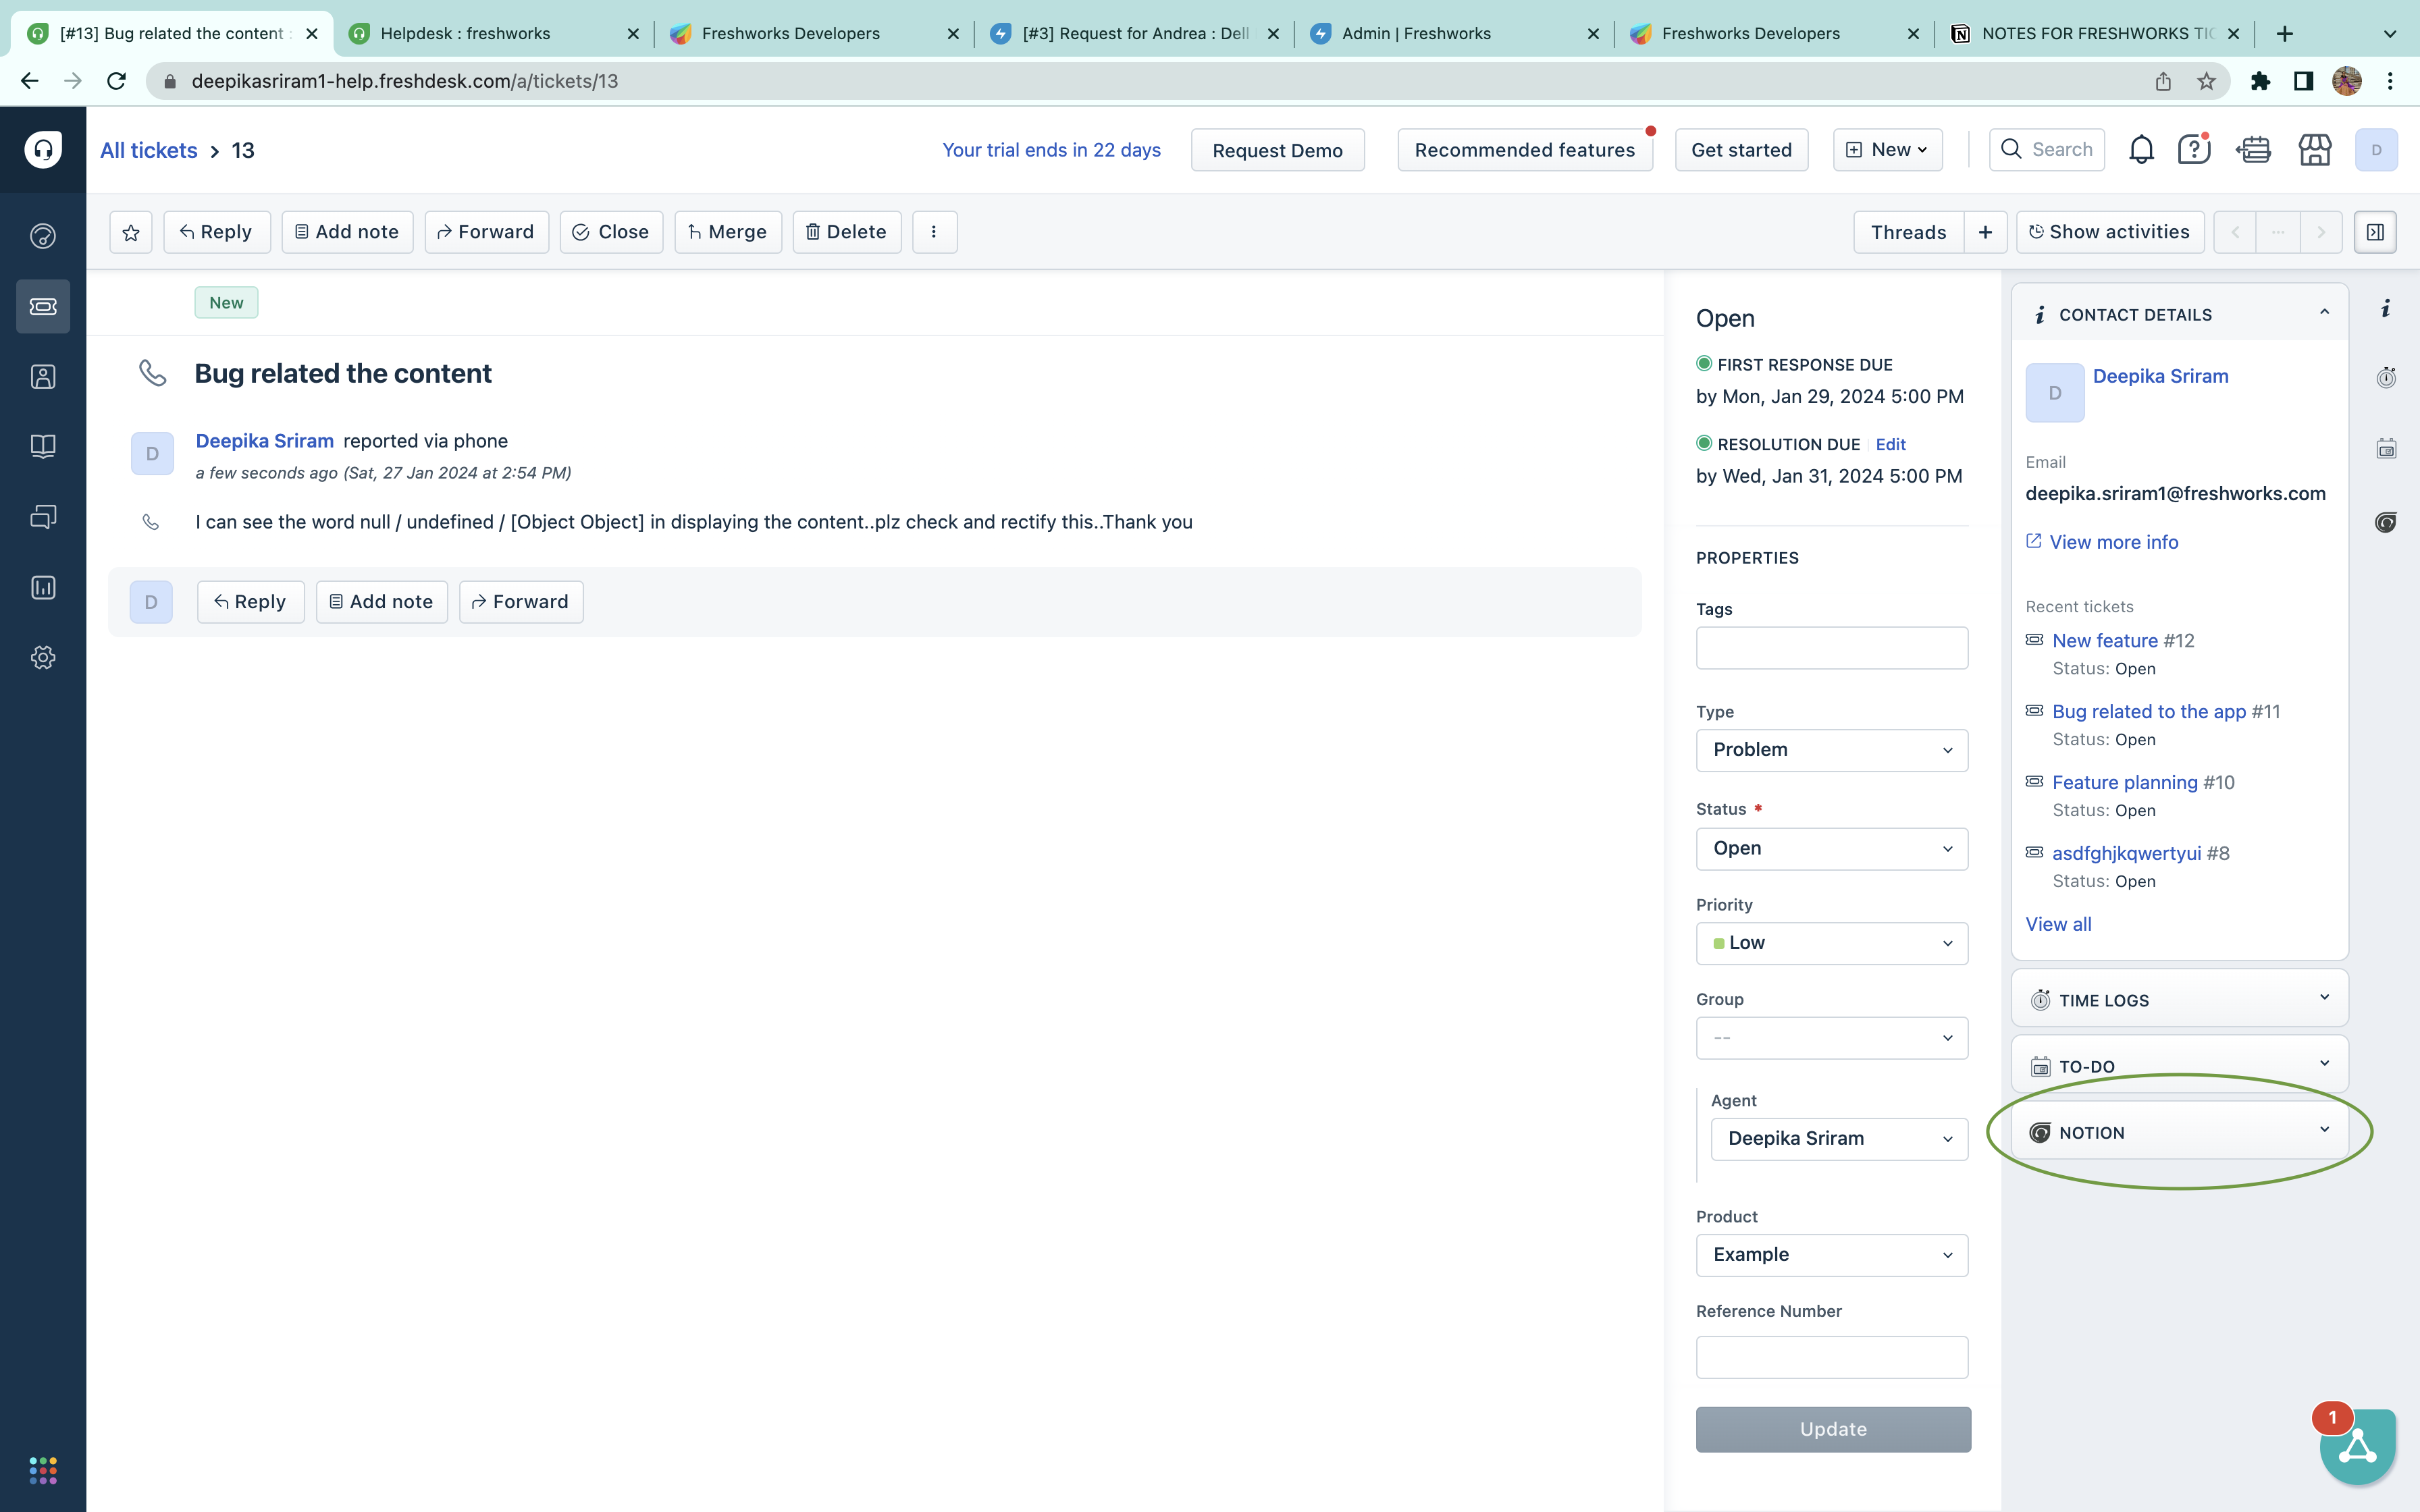 [#13] Bug related the content :
Helpdesk : freshworks
Freshworks Developers
[#3] Request for Andrea : Dell
Admin | Freshworks
Freshworks Developers
NOTES FOR FRESHWORKS TIC
deepikasriram1-help.freshdesk.com/a/tickets/13
All tickets > 13
Your trial ends in 22 days
Request Demo
Recommended features
Get started
New
Search
D
Reply
Add note
Forward
Close
Merge
Delete
Threads
Show activities
New
Bug related the content
D
Deepika Sriram reported via phone
a few seconds ago (Sat, 27 Jan 2024 at 2:54 PM)
I can see the word null / undefined / [Object Object] in displaying the content..plz check and rectify this..Thank you
D
Reply
Add note
Forward
Open
FIRST RESPONSE DUE
by Mon, Jan 29, 2024 5:00 PM
RESOLUTION DUE Edit
by Wed, Jan 31, 2024 5:00 PM
PROPERTIES
Tags
Type
Problem
Status *
Open
Priority
Low
Group
--
Agent
Deepika Sriram
Product
Example
Reference Number
Update
CONTACT DETAILS
D
Deepika Sriram
Email
deepika.sriram1@freshworks.com
View more info
Recent tickets
New feature #12
Status: Open
Bug related to the app #11
Status: Open
Feature planning #10
Status: Open
asdfghjkqwertyui #8
Status: Open
View all
TIME LOGS
TO-DO
NOTION
1